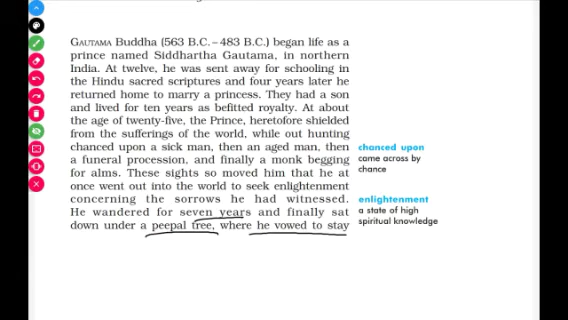 GAUTAMA Buddha (563 B.C. – 483 B.C.) began life as a
prince named Siddhartha Gautama, in northern
India. At twelve, he was sent away for schooling in
the Hindu sacred scriptures and four years later he
returned home to marry a princess. They had a son
and lived for ten years as befitted royalty. At about
the age of twenty-five, the Prince, heretofore shielded
from the sufferings of the world, while out hunting
chanced upon a sick man, then an aged man, then
a funeral procession, and finally a monk begging
for alms. These sights so moved him that he at
once went out into the world to seek enlightenment
concerning the sorrows he had witnessed.
He wandered for seven years and finally sat
down under a peepal tree, where he vowed to stay
chanced upon
came across by
chance
enlightenment
a state of high
spiritual knowledge